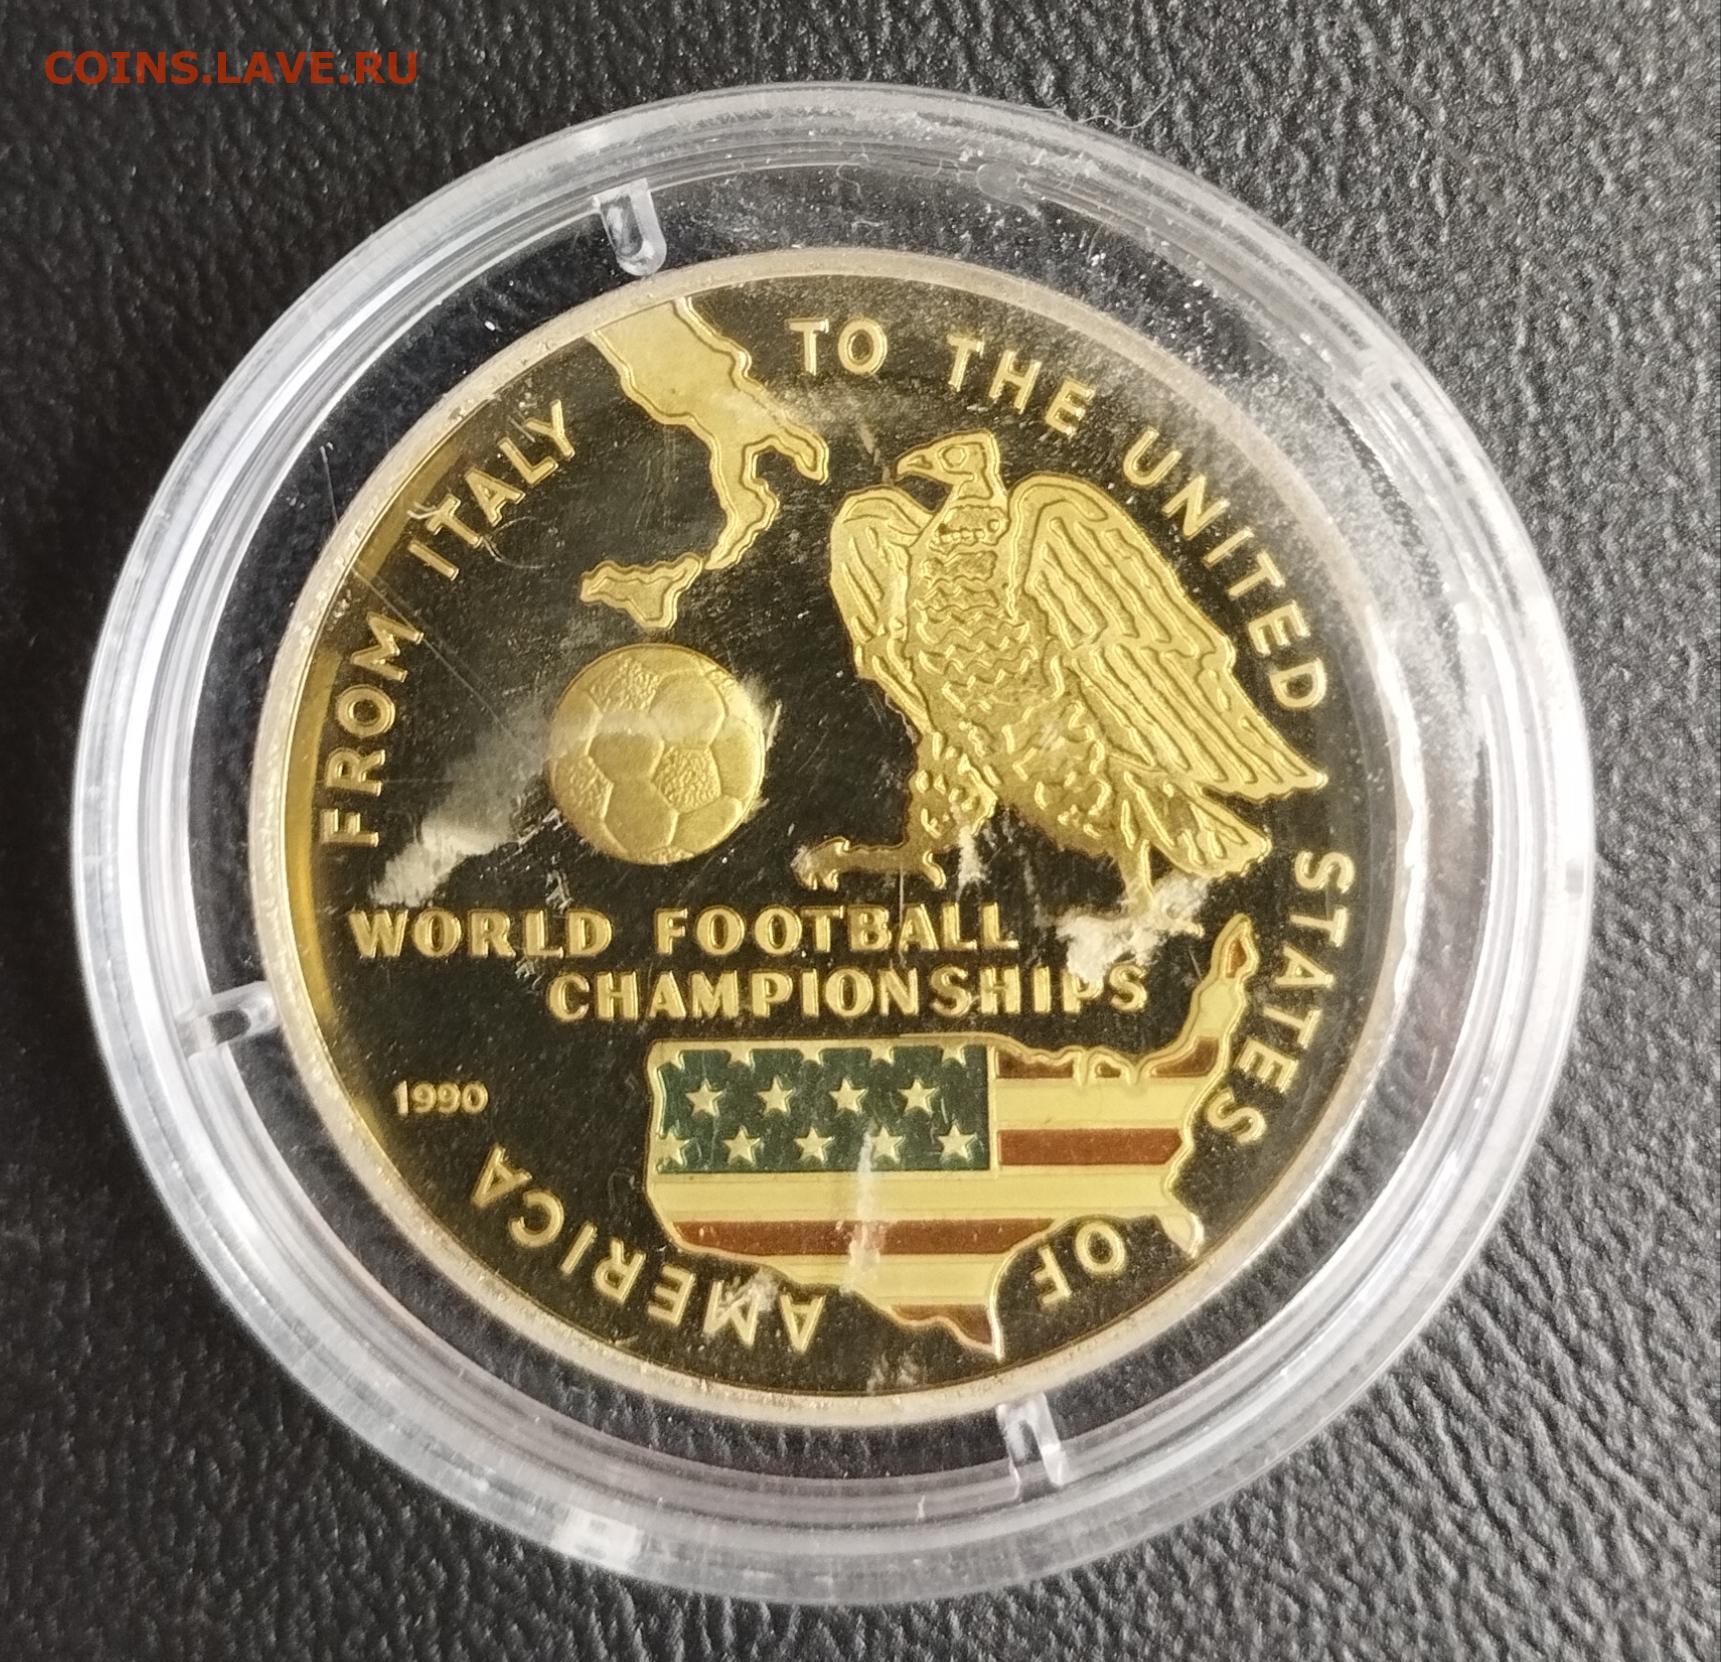 COINS.LAVE.RU
FROM ITALY TO THE UNITED STATES OF AMERICA
WORLD FOOTBALL
CHAMPIONSHIPS
1990